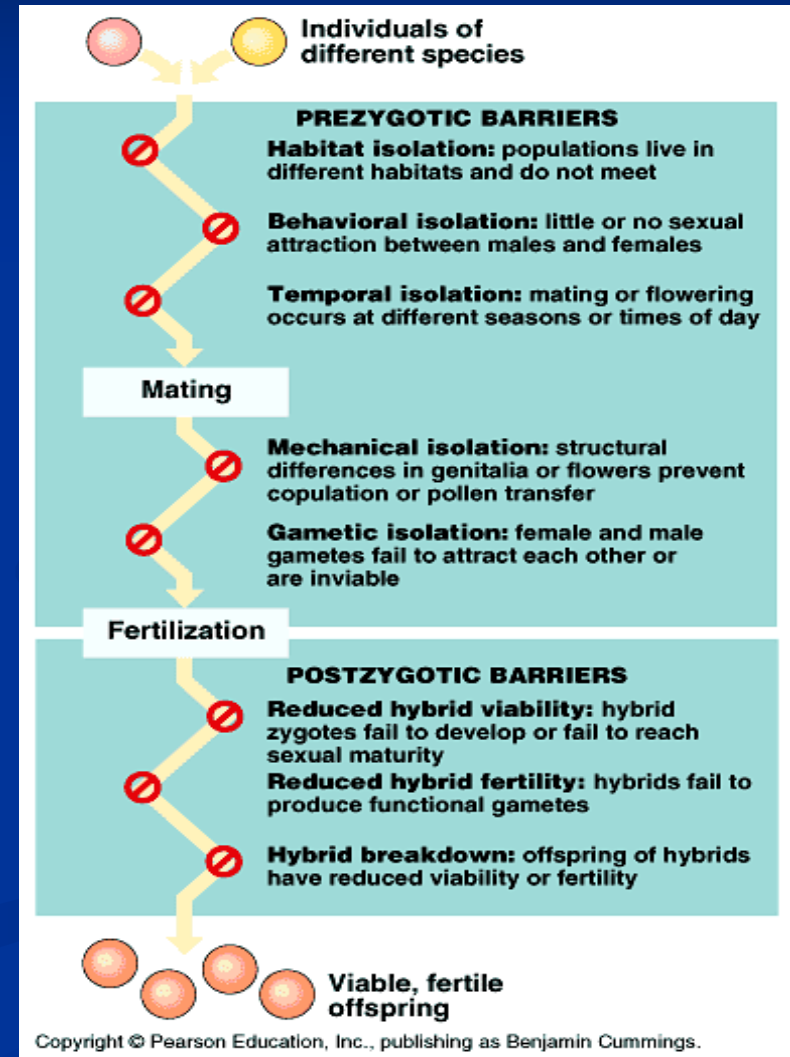 Individuals of
different species
PREZYGOTIC BARRIERS
Habitat isolation: populations live in
different habitats and do not meet
Behavioral isolation: little or no sexual
attraction between males and females
Temporal isolation: mating or flowering
occurs at different seasons or times of day
Mating
Mechanical isolation: structural
differences in genitalia or flowers prevent
copulation or pollen transfer
Gametic isolation: female and male
gametes fail to attract each other or
are inviable
Fertilization
POSTZYGOTIC BARRIERS
Reduced hybrid viability: hybrid
zygotes fail to develop or fail to reach
sexual maturity
Reduced hybrid fertility: hybrids fail to
produce functional gametes
Hybrid breakdown: offspring of hybrids
have reduced viability or fertility
Viable, fertile
offspring
Copyright © Pearson Education, Inc., publishing as Benjamin Cummings.